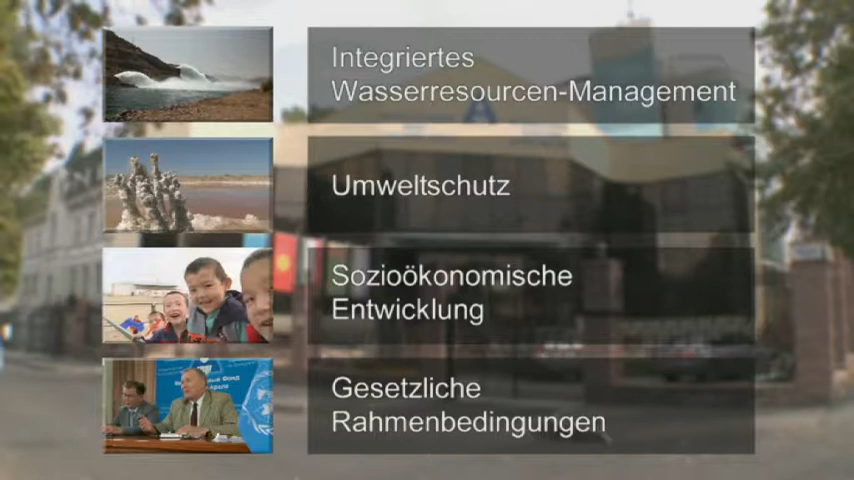 Integriertes
Wasserresourcen-Management
Umweltschutz
Sozioökonomische
Entwicklung
Gesetzliche
Rahmenbedingungen